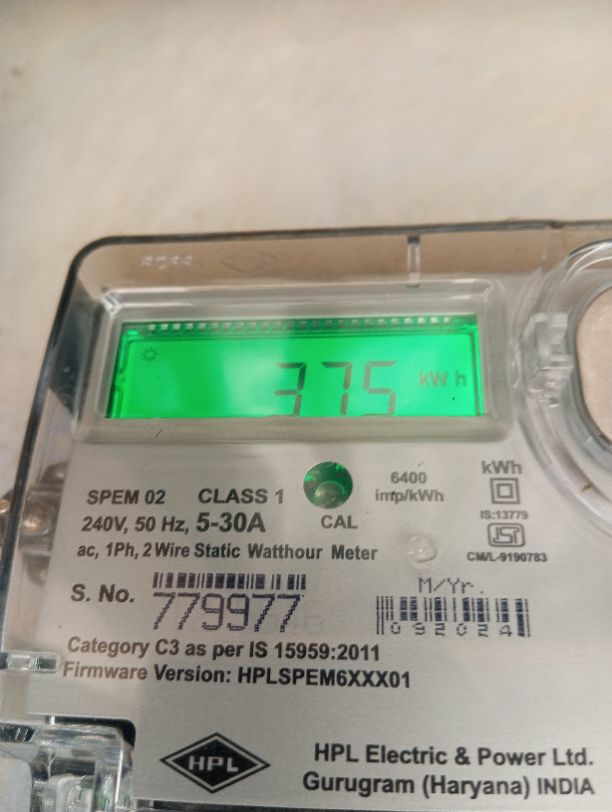 375 kWh
SPEM 02 CLASS 1
6400
imp/kWh
kWh
240V, 50 Hz, 5-30A
CAL
IS:13779
ISI
CM/L-9190783
ac, 1Ph, 2 Wire Static Watthour Meter
S. No. 779977
M/Yr.
092024
Category C3 as per IS 15959:2011
Firmware Version: HPLSPEM6XXX01
HPL
HPL Electric & Power Ltd.
Gurugram (Haryana) INDIA